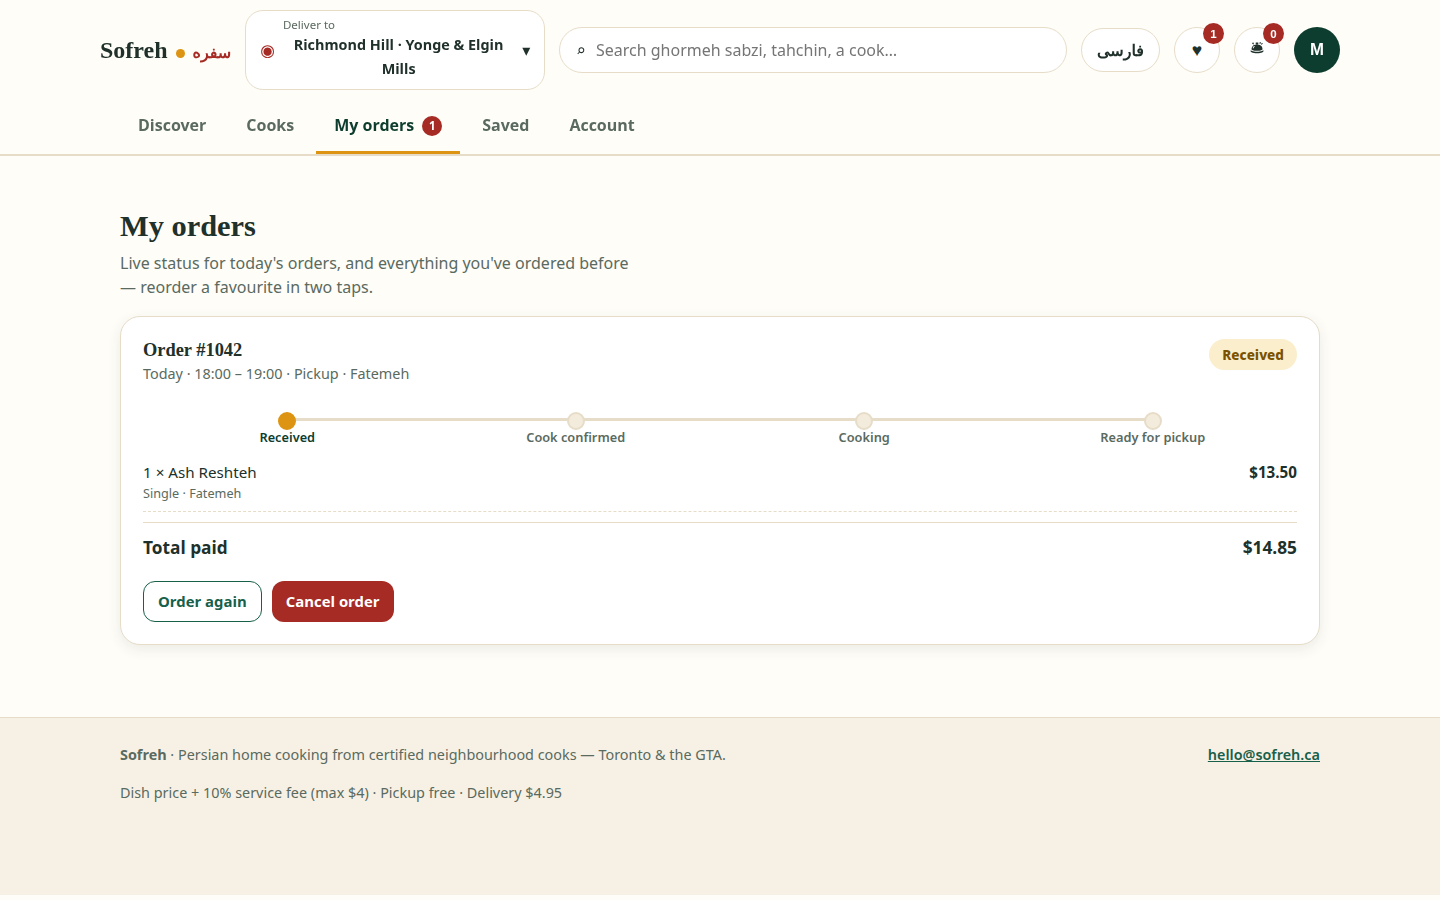 Sofreh سفره
Deliver to
Richmond Hill · Yonge & Elgin
Mills
Search ghormeh sabzi, tahchin, a cook...
فارسی
1
0
M
Discover
Cooks
My orders 1
Saved
Account
My orders
Live status for today's orders, and everything you've ordered before
— reorder a favourite in two taps.
Order #1042
Received
Today · 18:00 – 19:00 · Pickup · Fatemeh
Received
Cook confirmed
Cooking
Ready for pickup
1 × Ash Reshteh
$13.50
Single · Fatemeh
Total paid
$14.85
Order again
Cancel order
Sofreh · Persian home cooking from certified neighbourhood cooks — Toronto & the GTA.
hello@sofreh.ca
Dish price + 10% service fee (max $4) · Pickup free · Delivery $4.95